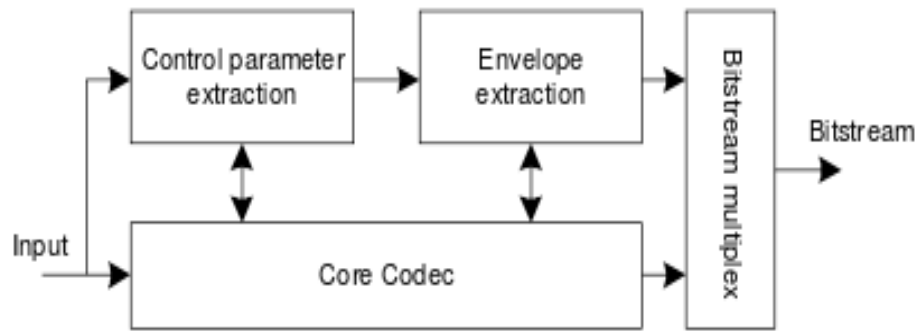 Control parameter
extraction
Envelope
extraction
Bitstream multiplex
Bitstream
Input
Core Codec